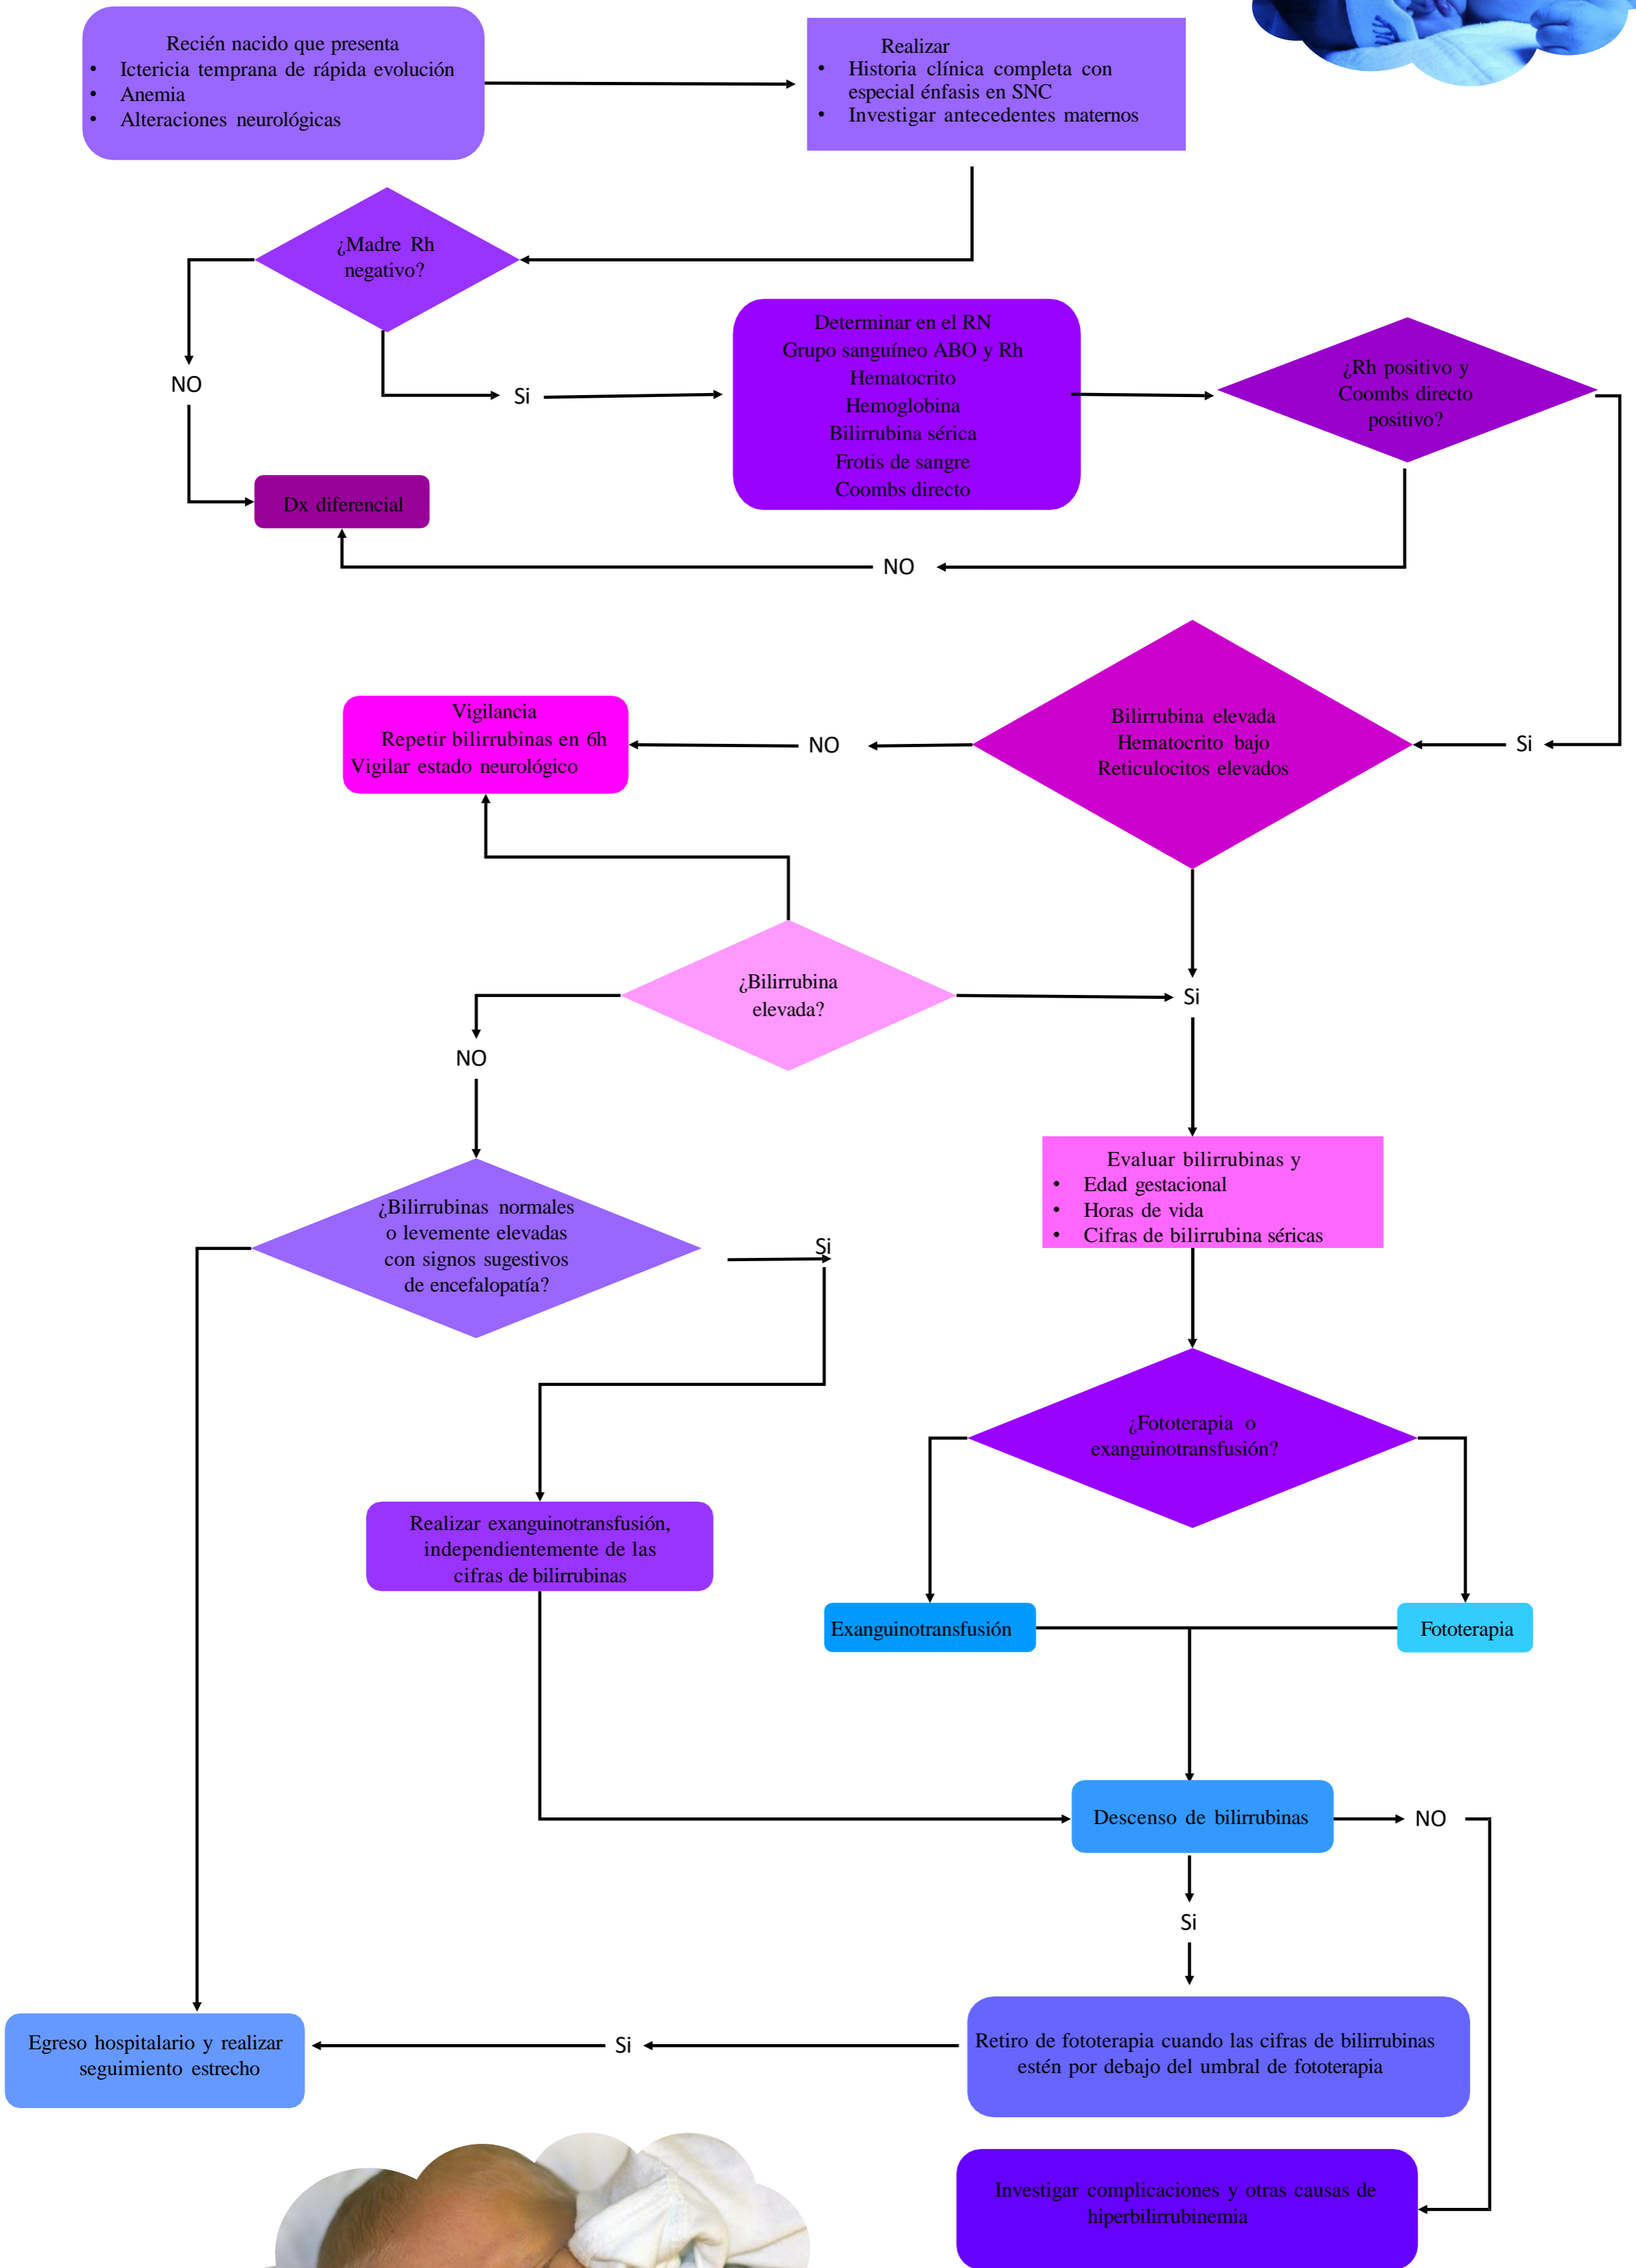 Recién nacido que presenta
• Ictericia temprana de rápida evolución
• Anemia
• Alteraciones neurológicas
Realizar
• Historia clínica completa con
especial énfasis en SNC
• Investigar antecedentes maternos
¿Madre Rh
negativo?
NO
Si
Determinar en el RN
Grupo sanguíneo ABO y Rh
Hematocrito
Hemoglobina
Bilirrubina sérica
Frotis de sangre
Coombs directo
¿Rh positivo y
Coombs directo
positivo?
Dx diferencial
NO
Vigilancia
Repetir bilirrubinas en 6h
Vigilar estado neurológico
NO
Bilirrubina elevada
Hematocrito bajo
Reticulocitos elevados
Si
¿Bilirrubina
elevada?
Si
NO
Evaluar bilirrubinas y
• Edad gestacional
• Horas de vida
• Cifras de bilirrubina séricas
¿Bilirrubinas normales
o levemente elevadas
con signos sugestivos
de encefalopatía?
Si
¿Fototerapia o
exanguinotransfusión?
Realizar exanguinotransfusión,
independientemente de las
cifras de bilirrubinas
Exanguinotransfusión
Fototerapia
Descenso de bilirrubinas
NO
Si
Egreso hospitalario y realizar
seguimiento estrecho
Si
Retiro de fototerapia cuando las cifras de bilirrubinas
estén por debajo del umbral de fototerapia
Investigar complicaciones y otras causas de
hiperbilirrubinemia